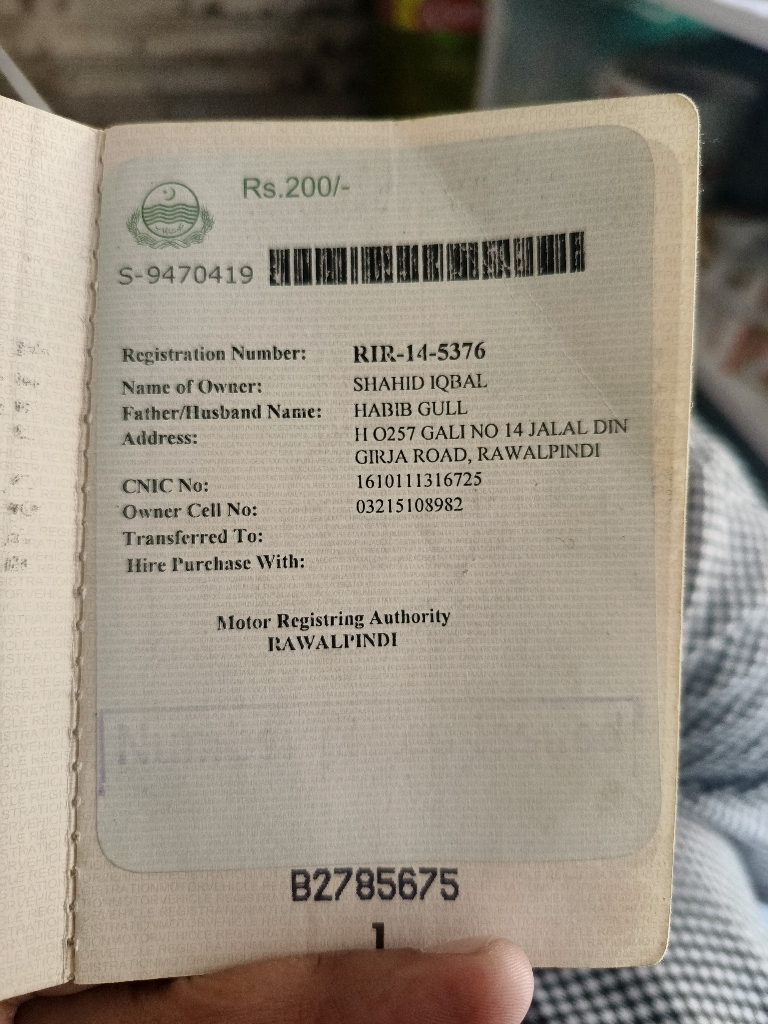 Rs.200/-
S-9470419
Registration Number: RIR-14-5376
Name of Owner: SHAHID IQBAL
Father/Husband Name: HABIB GULL
Address: H O257 GALI NO 14 JALAL DIN
GIRJA ROAD, RAWALPINDI
CNIC No: 1610111316725
Owner Cell No: 03215108982
Transferred To:
Hire Purchase With:
Motor Registring Authority
RAWALPINDI
B2785675
1